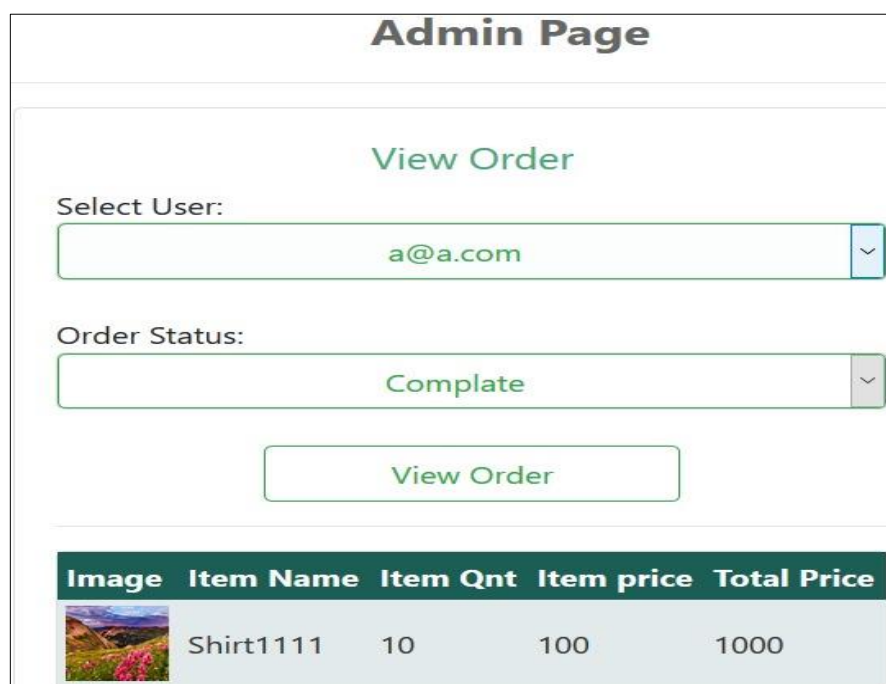 Admin Page
View Order
Select User:
a@a.com
Order Status:
Complate
View Order
Image Item Name Item Qnt Item price Total Price
Shirt1111 10 100 1000